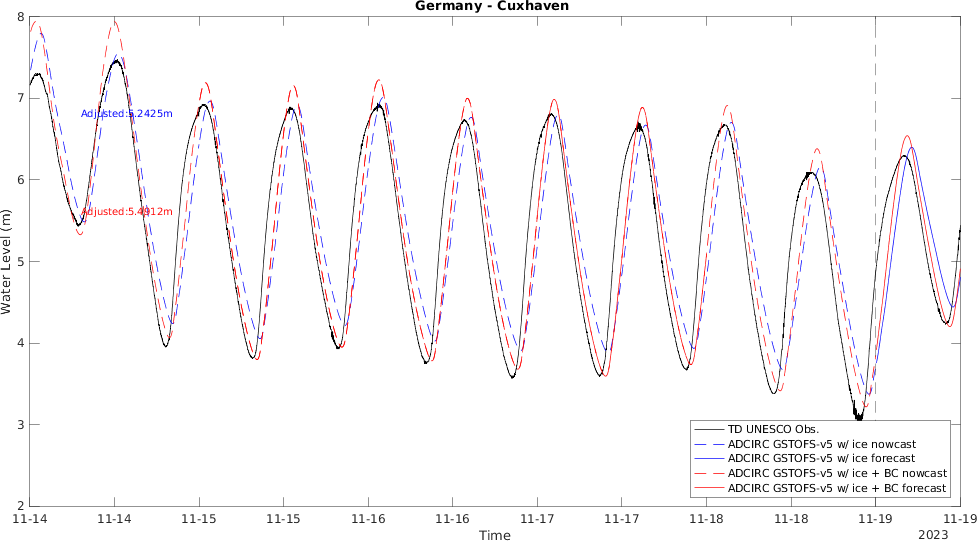 Germany - Cuxhaven
8
7
6
5
4
3
2
Water Level (m)
Adjusted:5.2425m
Adjusted:5.4912m
TD UNESCO Obs.
ADCIRC GSTOFS-v5 w/ ice nowcast
ADCIRC GSTOFS-v5 w/ ice forecast
ADCIRC GSTOFS-v5 w/ ice + BC nowcast
ADCIRC GSTOFS-v5 w/ ice + BC forecast
11-14 11-14 11-15 11-15 11-16 11-16 11-17 11-17 11-18 11-18 11-19 11-19
Time
2023